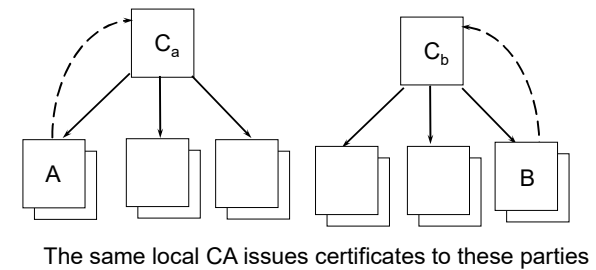 Ca
Cb
A
B
The same local CA issues certificates to these parties